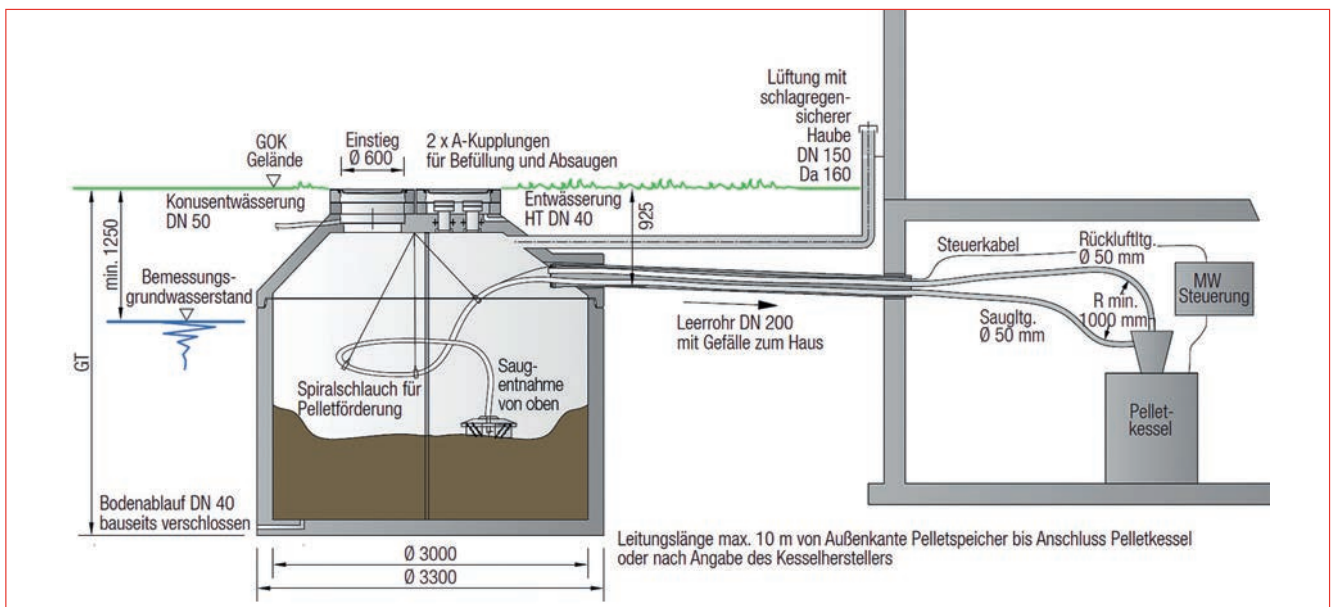 Lüftung mit
schlagregen-
sicherer
Haube
DN 150
Da 160
GOK
Gelände
Einstieg
Ø 600
2 x A-Kupplungen
für Befüllung und Absaugen
Konusentwässerung
DN 50
Entwässerung
HT DN 40
925
min. 1250
Bemessungs-
grundwasserstand
GT
Steuerkabel
Rückluftltg.
Ø 50 mm
MW
Steuerung
R min.
1000 mm
Saugltg.
Ø 50 mm
Leerrohr DN 200
mit Gefälle zum Haus
Spiralschlauch für
Pelletförderung
Saug-
entnahme
von oben
Pellet-
kessel
Bodenablauf DN 40
bauseits verschlossen
Leitungslänge max. 10 m von Außenkante Pelletspeicher bis Anschluss Pelletkessel
oder nach Angabe des Kesselherstellers
Ø 3000
Ø 3300